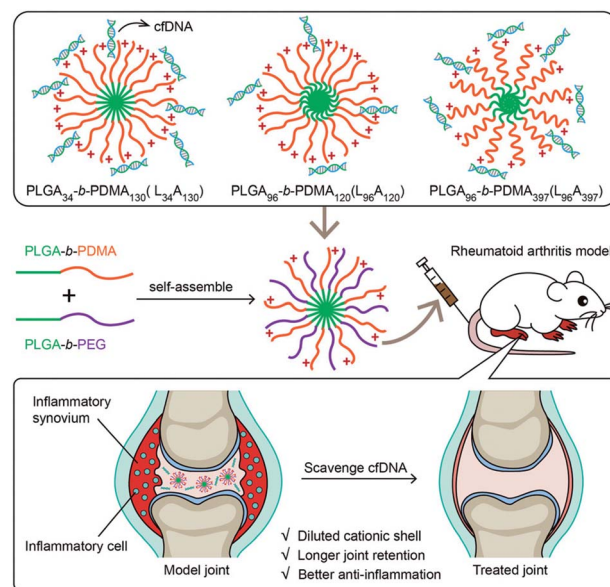 cfDNA
PLGA34-b-PDMA130( L34A130)
PLGA96-b-PDMA120(L96A120)
PLGA96-b-PDMA397(L96A397)
PLGA-b-PDMA
+
PLGA-b-PEG
self-assemble
Rheumatoid arthritis model
Inflammatory
synovium
Inflammatory cell
Model joint
Scavenge cfDNA
√ Diluted cationic shell
√ Longer joint retention
√ Better anti-inflammation
Treated joint